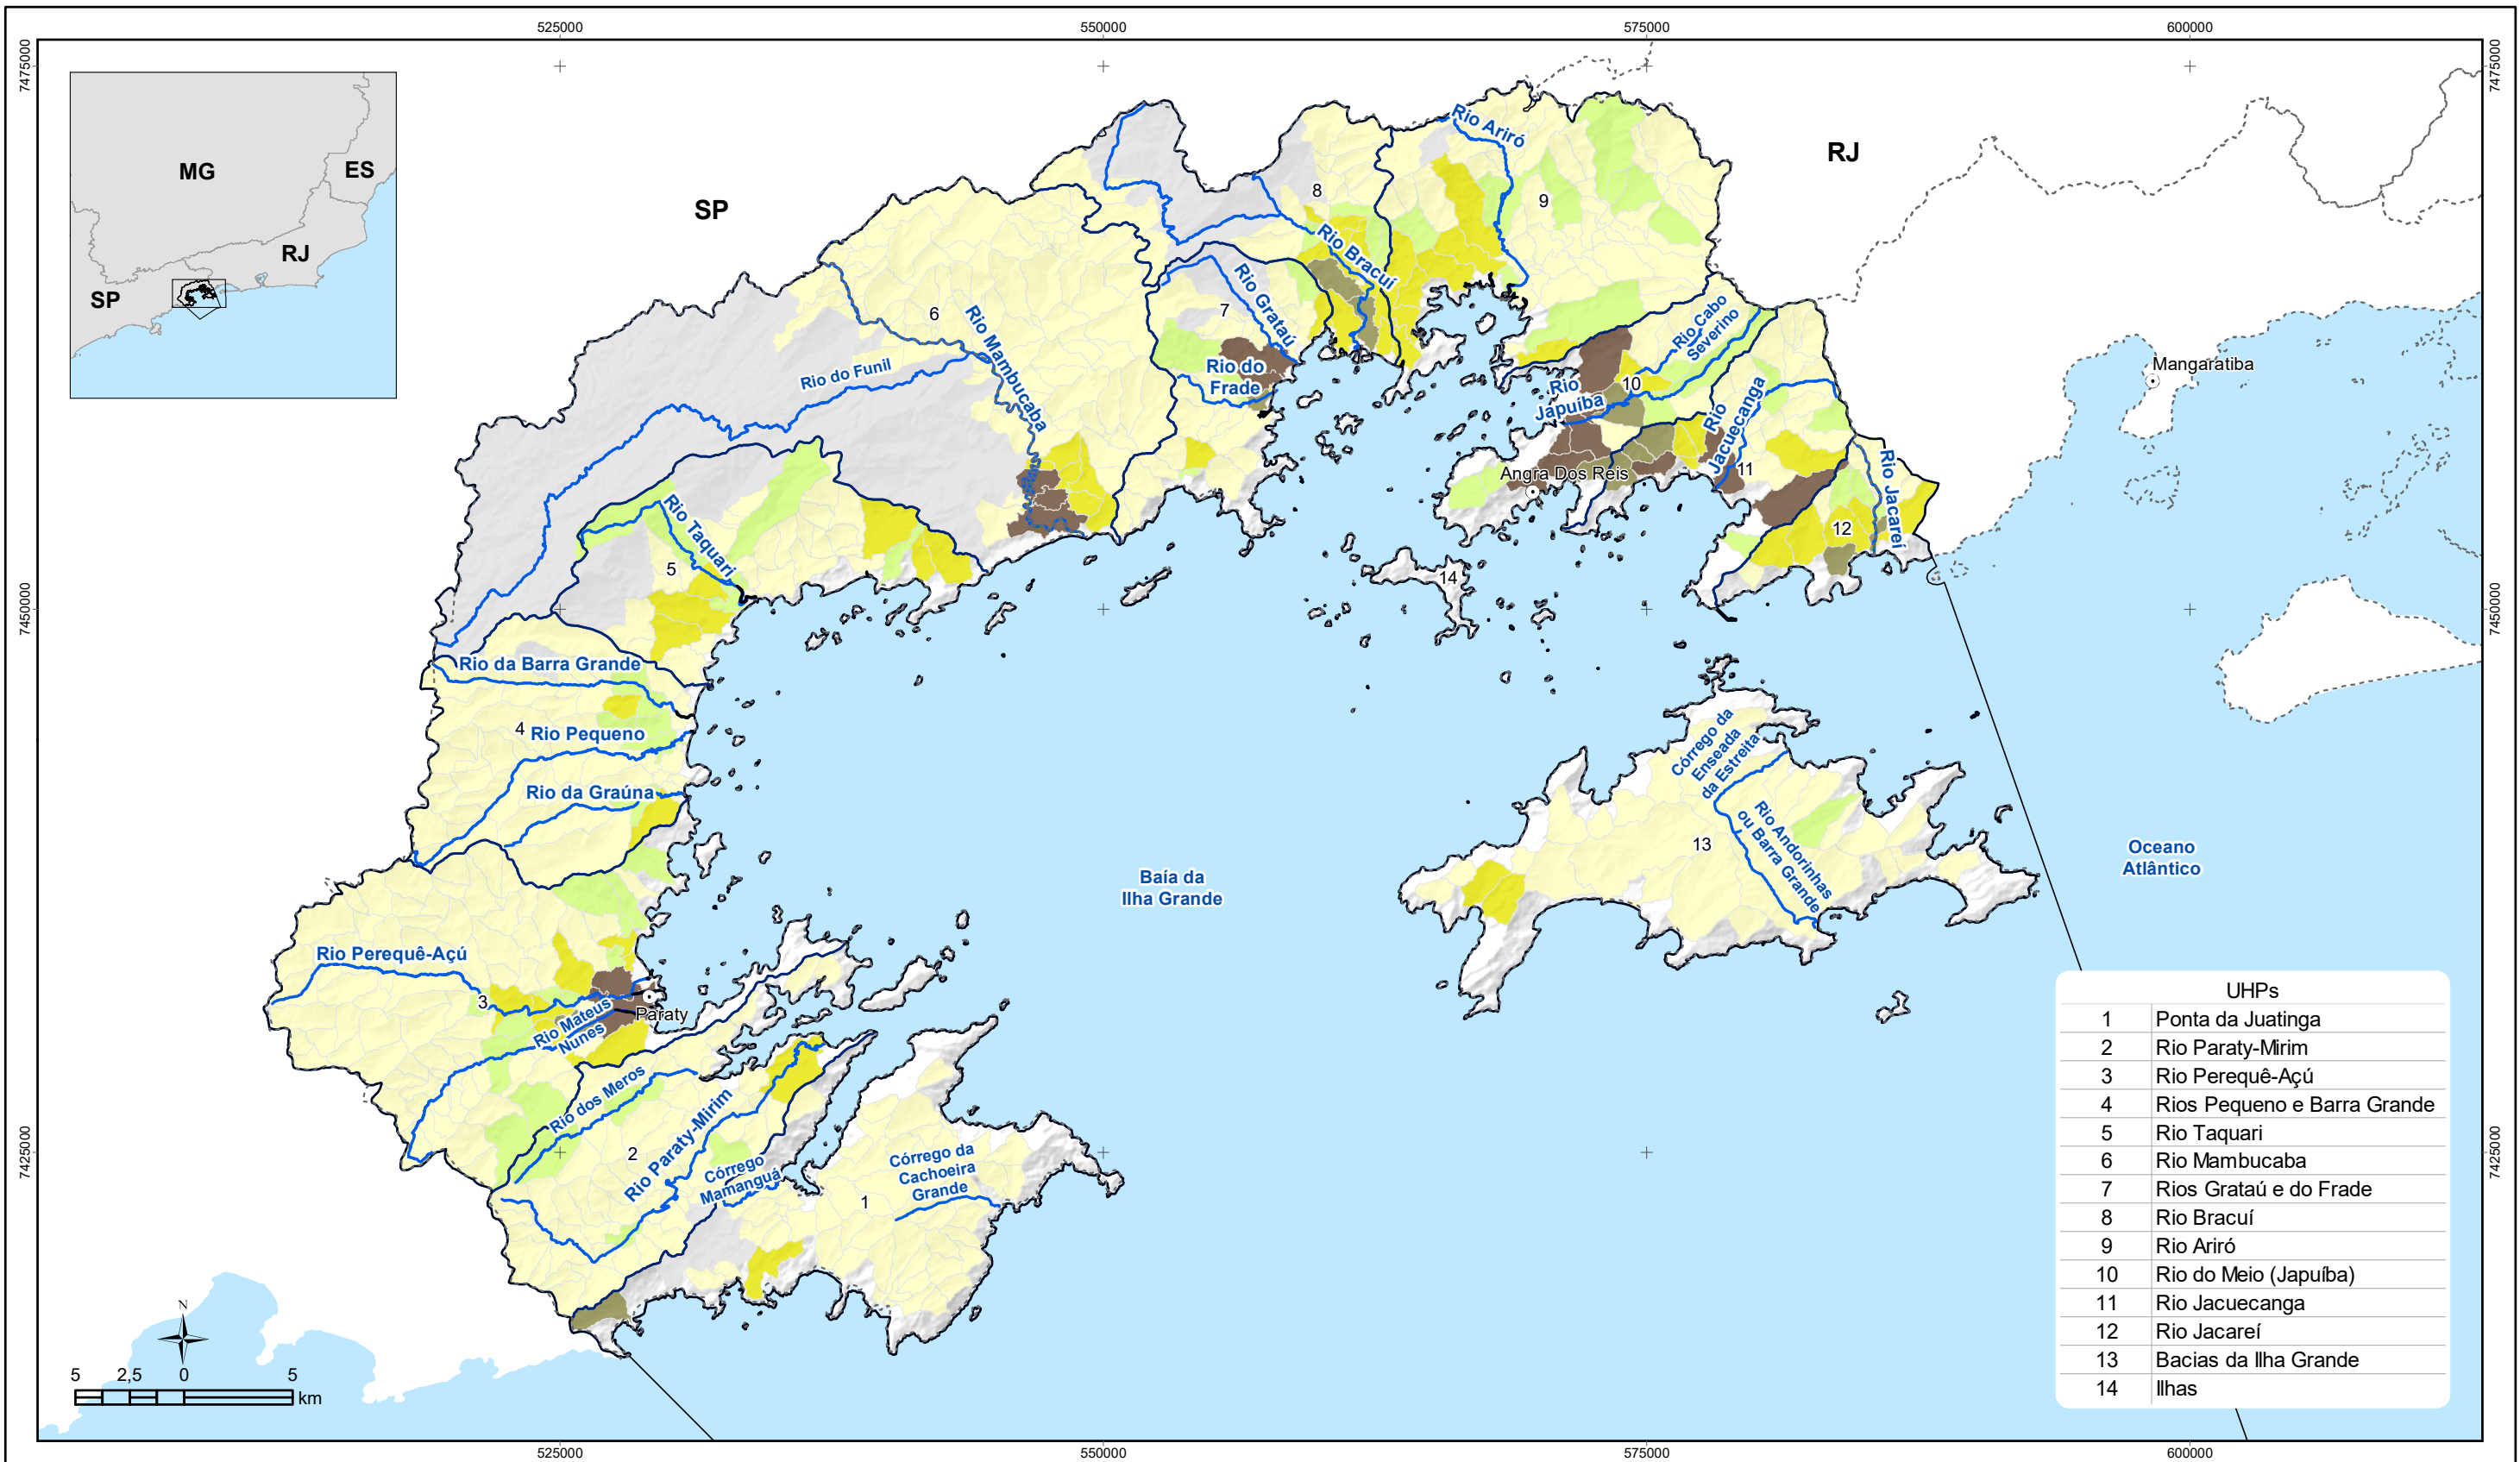 525000
550000
575000
600000
7475000
7475000
MG
ES
RJ
SP
SP
RJ
Rio Ariró
8
9
Rio Bracuí
6
Rio Mambucaba
7
Rio Grataú
Rio do
Frade
Rio do Funil
Rio Cabo
Severino
10
Rio
Japuíba
Rio
Jacuecanga
11
Angra Dos Reis
Rio Jacareí
12
Mangaratiba
Rio Taquari
5
14
7450000
7450000
Rio da Barra Grande
4
Rio Pequeno
Rio da Graúna
Córrego da
Enseada
da Estreita
Rio Andorinhas
ou Barra Grande
13
Baía da
Ilha Grande
Oceano
Atlântico
Rio Perequê-Açú
3
Rio Mateus
Nunes
Paraty
Rio dos Meros
2
Rio Paraty-Mirim
Córrego
Mamanguá
Córrego da
Cachoeira
Grande
1
7425000
7425000
UHPs
1 Ponta da Juatinga
2 Rio Paraty-Mirim
3 Rio Perequê-Açú
4 Rios Pequeno e Barra Grande
5 Rio Taquari
6 Rio Mambucaba
7 Rios Grataú e do Frade
8 Rio Bracuí
9 Rio Ariró
10 Rio do Meio (Japuíba)
11 Rio Jacuecanga
12 Rio Jacareí
13 Bacias da Ilha Grande
14 Ilhas
N
5 2,5 0 5
km
525000
550000
575000
600000